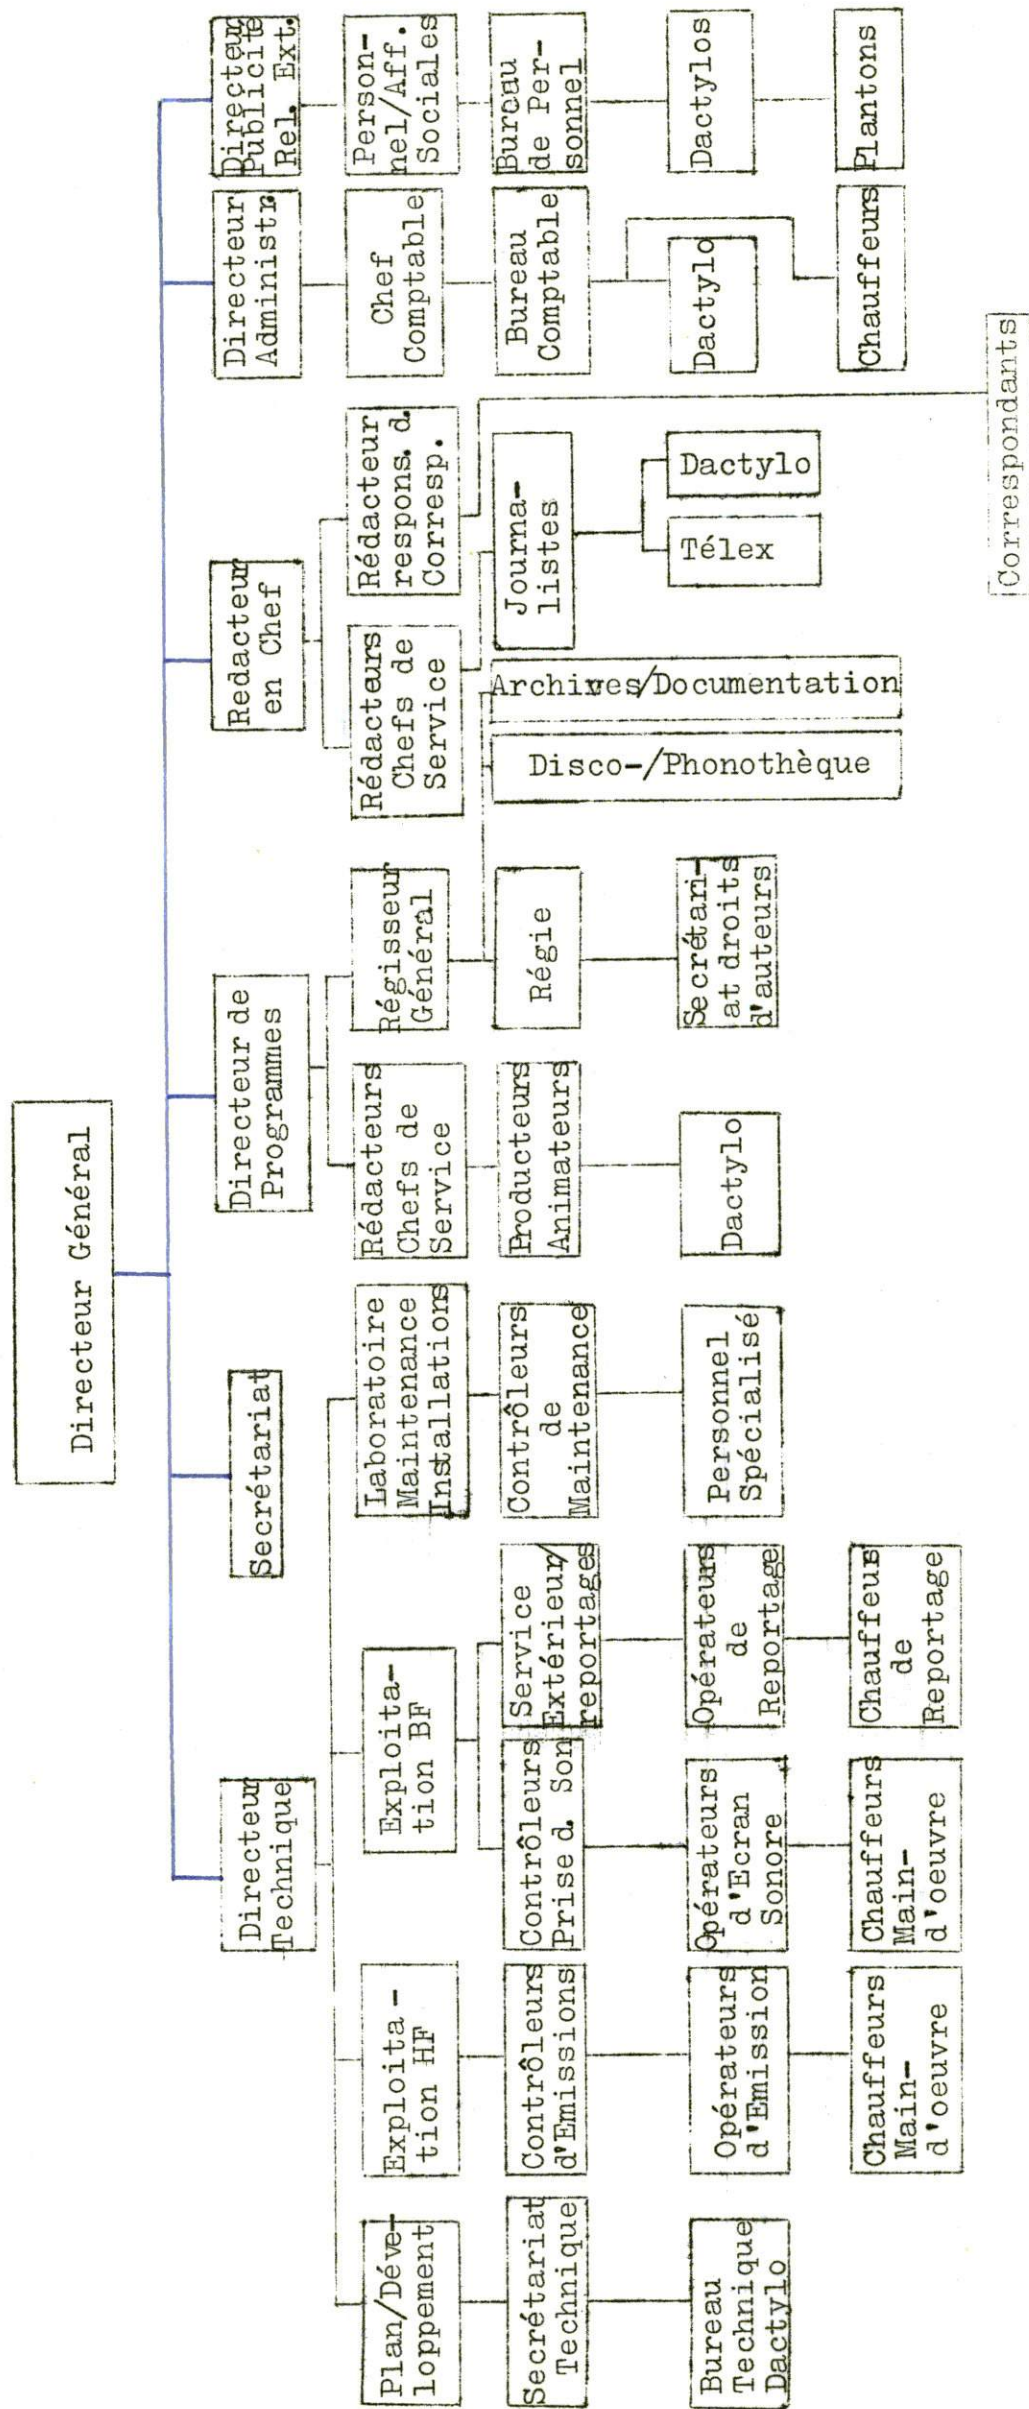 Directeur Général
Directeur
Technique
Secrétariat
Directeur de
Programmes
Redacteur
en Chef
Directeur
Administr.
Directeur
Publicité
Rel. Ext.
Plan/Déve-
loppement
Exploita-
tion HF
Exploita-
tion BF
Laboratoire
Maintenance
Installations
Rédacteurs
Chefs de
Service
Régisseur
Général
Rédacteurs
Chefs de
Service
Rédacteur
respons. d.
Corresp.
Chef
Comptable
Person-
nel/Aff.
Sociales
Secrétariat
Technique
Contrôleurs
d'Emissions
Contrôleurs
Prise d. Son
Service
Extérieur/
reportages
Contrôleurs
de
Maintenance
Producteurs
Animateurs
Régie
Disco-/Phonothèque
Archives/Documentation
Journa-
listes
Bureau
Comptable
Bureau
de Per-
sonnel
Bureau
Technique
Dactylo
Opérateurs
d'Emission
Opérateurs
d'Ecran
Sonore
Opérateurs
de
Reportage
Personnel
Spécialisé
Dactylo
Secrétari-
at droits
d'auteurs
Télex
Dactylo
Dactylo
Dactylos
Chauffeurs
Main-
d'oeuvre
Chauffeurs
Main-
d'oeuvre
Chauffeurs
de
Reportage
Chauffeurs
Plantons
Correspondants